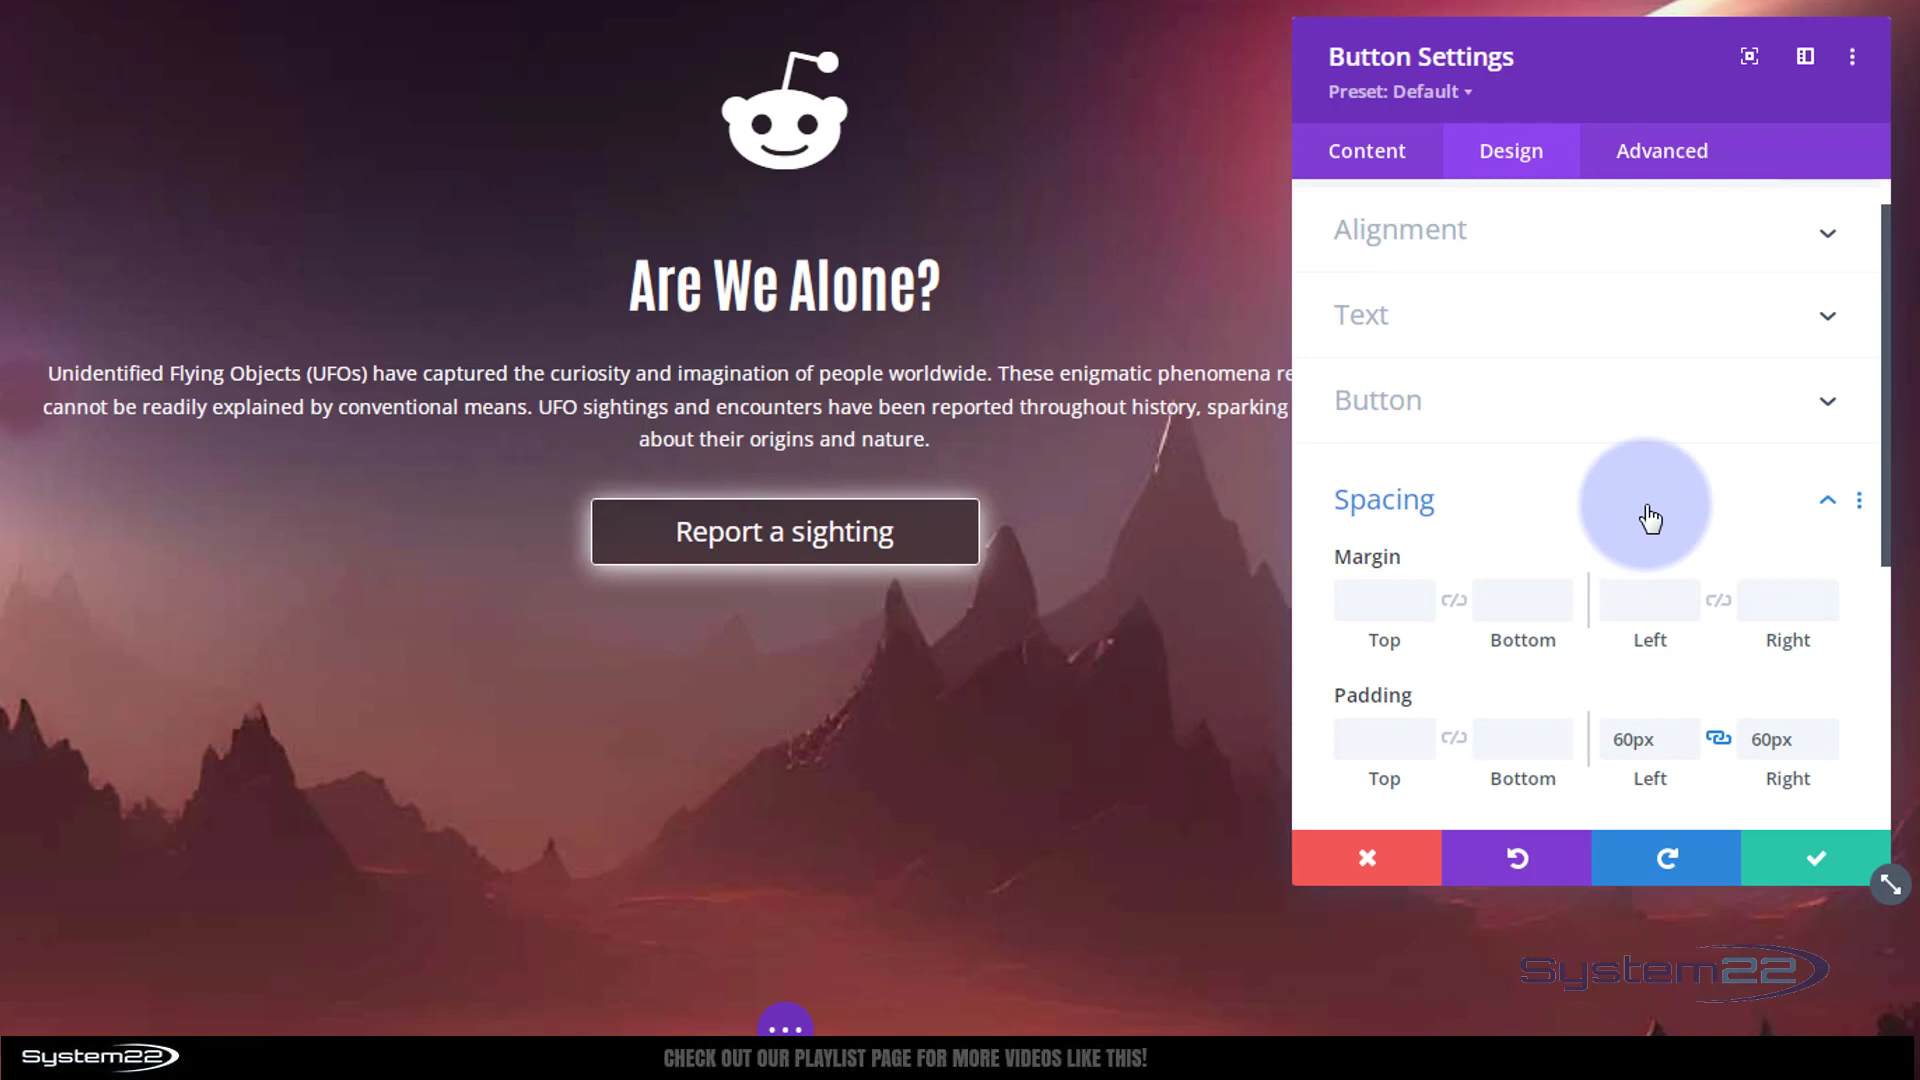 Are We Alone?
Unidentified Flying Objects (UFOs) have captured the curiosity and imagination of people worldwide. These enigmatic phenomena
cannot be readily explained by conventional means. UFO sightings and encounters have been reported throughout history, sparking
about their origins and nature.
Report a sighting
Button Settings
Preset: Default
Content Design Advanced
Alignment
Text
Button
Spacing
Margin
Top Bottom Left Right
Padding
60px 60px
Top Bottom Left Right
System22
System22
CHECK OUT OUR PLAYLIST PAGE FOR MORE VIDEOS LIKE THIS!